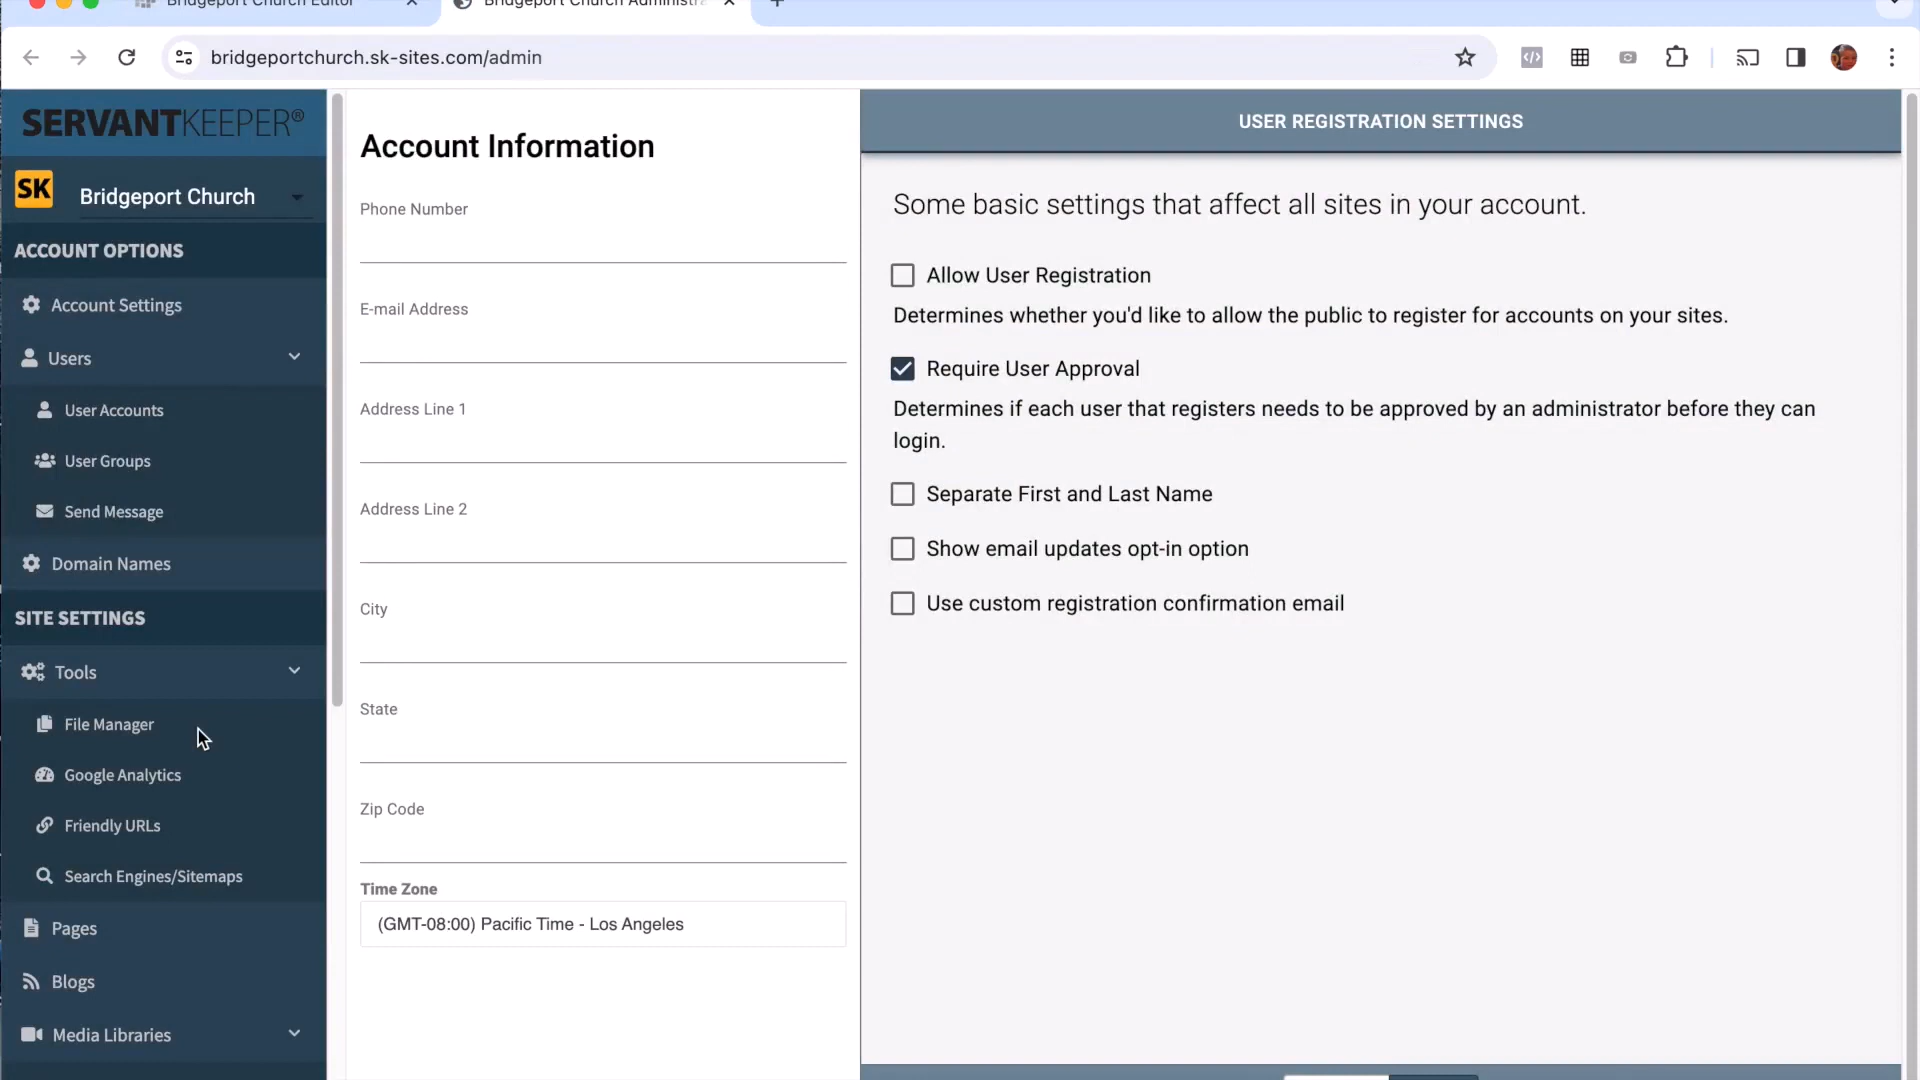 Bridgeport Church Editor
Bridgeport Church Administra
bridgeportchurch.sk-sites.com/admin
SERVANTKEEPER®
SK
Bridgeport Church
ACCOUNT OPTIONS
Account Settings
Users
User Accounts
User Groups
Send Message
Domain Names
SITE SETTINGS
Tools
File Manager
Google Analytics
Friendly URLs
Search Engines/Sitemaps
Pages
Blogs
Media Libraries
Account Information
Phone Number
E-mail Address
Address Line 1
Address Line 2
City
State
Zip Code
Time Zone
(GMT-08:00) Pacific Time - Los Angeles
USER REGISTRATION SETTINGS
Some basic settings that affect all sites in your account.
Allow User Registration
Determines whether you'd like to allow the public to register for accounts on your sites.
Require User Approval
Determines if each user that registers needs to be approved by an administrator before they can
login.
Separate First and Last Name
Show email updates opt-in option
Use custom registration confirmation email